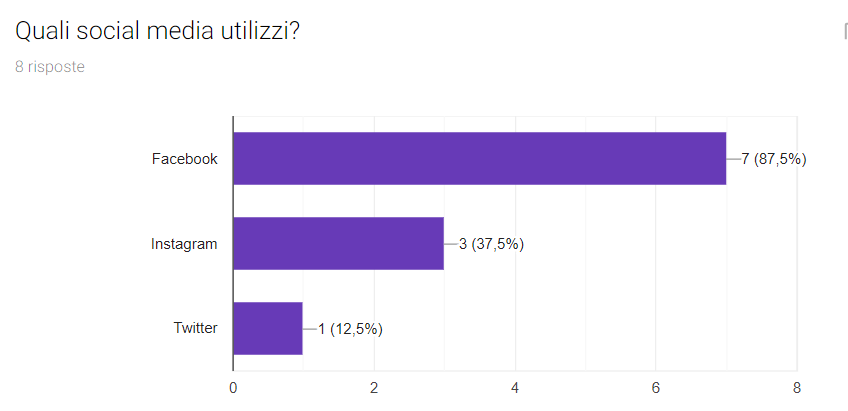 Quali social media utilizzi?
8 risposte
Facebook
7 (87,5%)
Instagram
3 (37,5%)
Twitter
1 (12,5%)
0 2 4 6 8